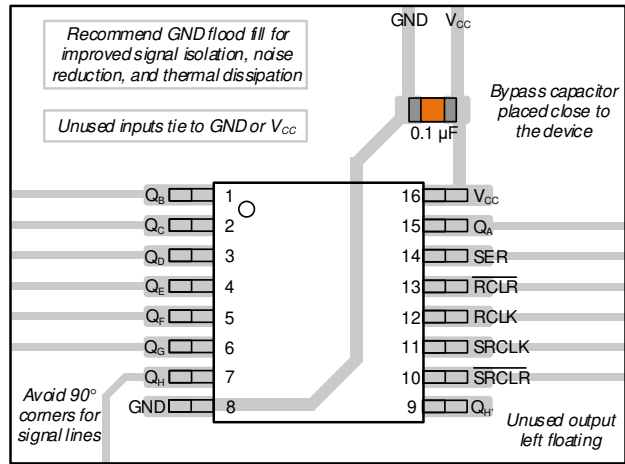 GND VCC
Recommend GND flood fill for
improved signal isolation, noise
reduction, and thermal dissipation
Unused inputs tie to GND or VCC
Bypass capacitor
placed close to
the device
0.1 µF
QB 1 16 VCC
QC 2 15 QA
QD 3 14 SER
QE 4 13 RCLR
QF 5 12 RCLK
QG 6 11 SRCLK
QH 7 10 SRCLR
GND 8 9 QH'
Avoid 90°
corners for
signal lines
Unused output
left floating